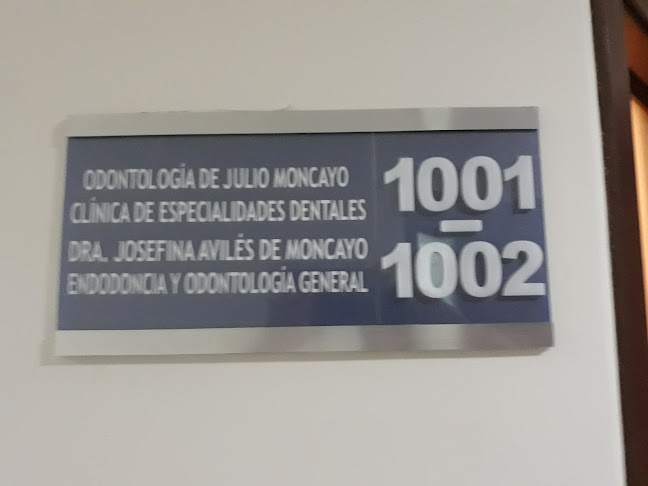 ODONTOLOGÍA DE JULIO MONCAYO
CLÍNICA DE ESPECIALIDADES DENTALES
DRA. JOSEFINA AVILÉS DE MONCAYO
ENDODONCIA Y ODONTOLOGÍA GENERAL
1001
-
1002